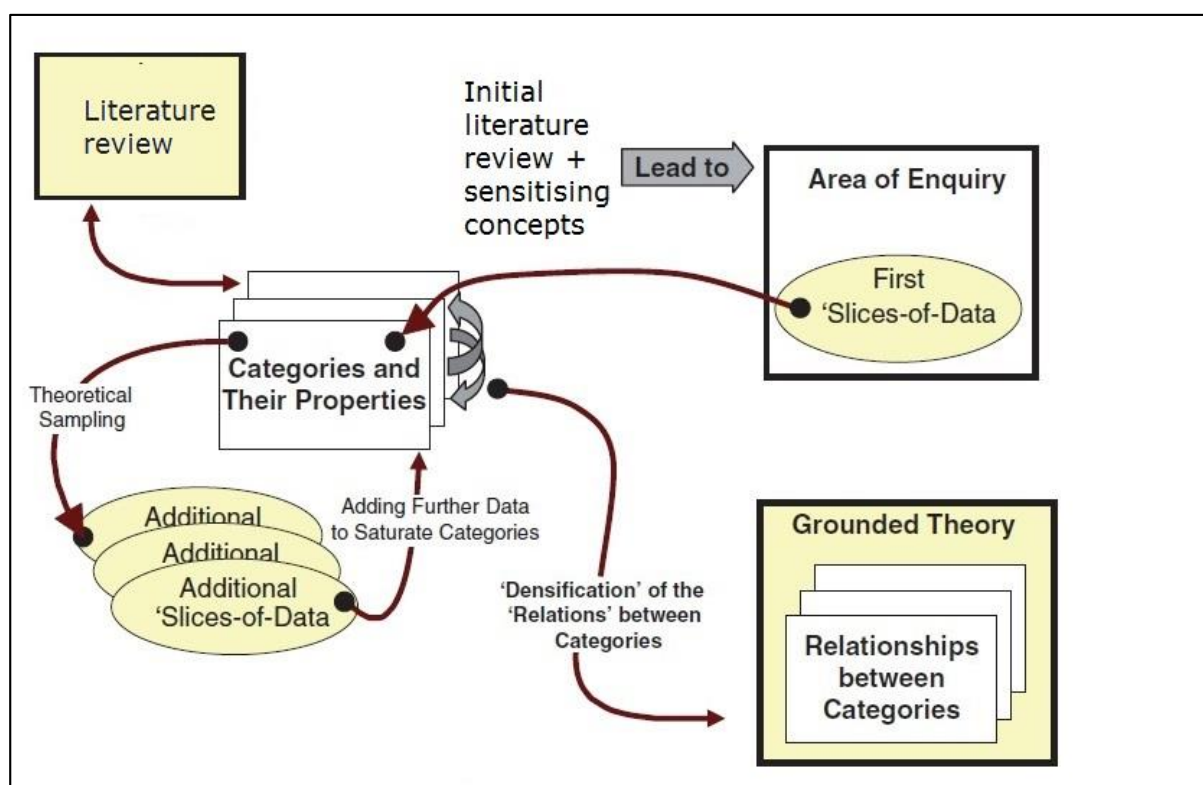 Literature
review
Initial
literature
review +
sensitising
concepts
Lead to
Area of Enquiry
First
‘Slices-of-Data
Categories and
Their Properties
Theoretical
Sampling
Adding Further Data
to Saturate Categories
Additional
Additional
Additional
‘Slices-of-Data
‘Densification’ of the
‘Relations’ between
Categories
Grounded Theory
Relationships
between
Categories